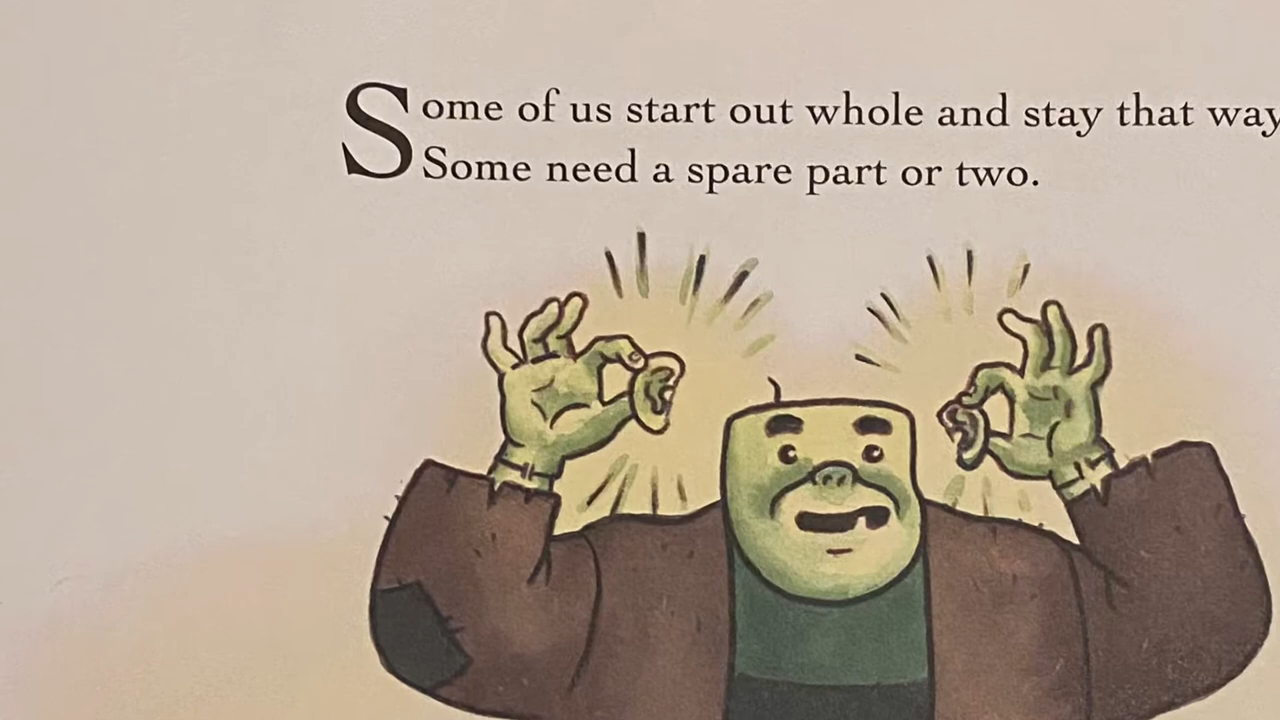 Some of us start out whole and stay that way
Some need a spare part or two.